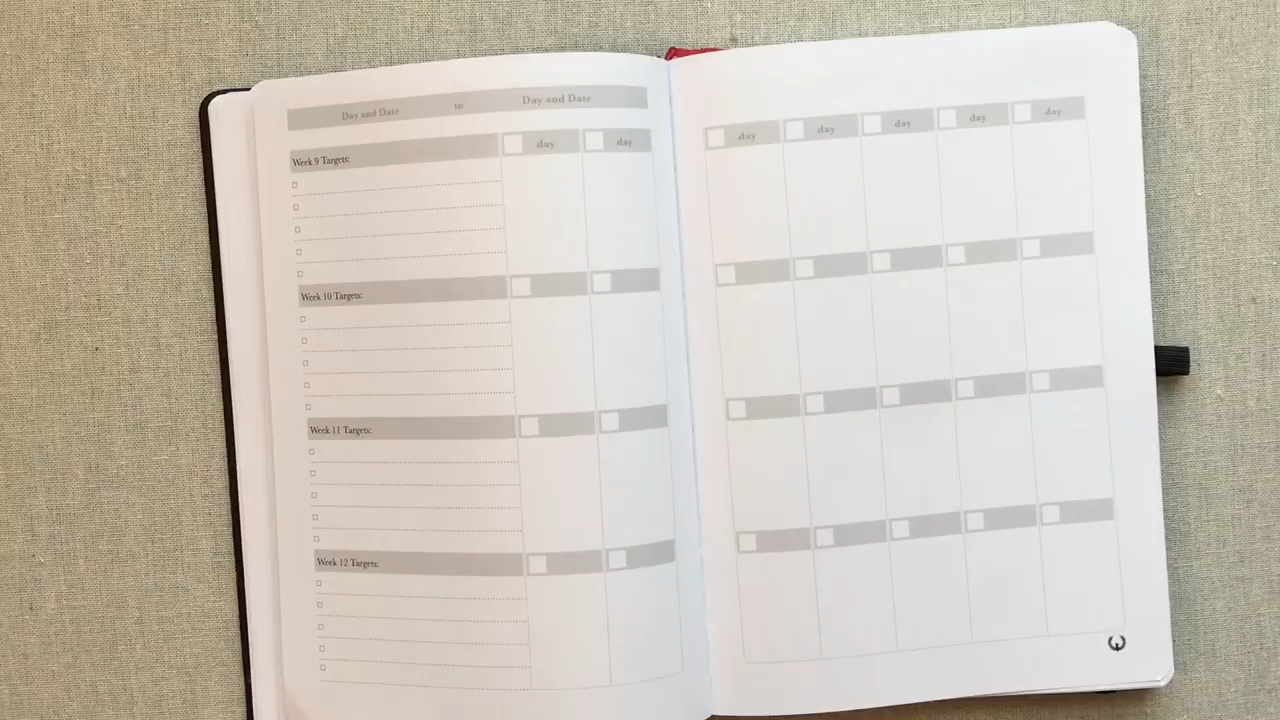 Day and Date to Day and Date
day day day day day day day
Week 9 Targets:
Week 10 Targets:
Week 11 Targets:
Week 12 Targets: